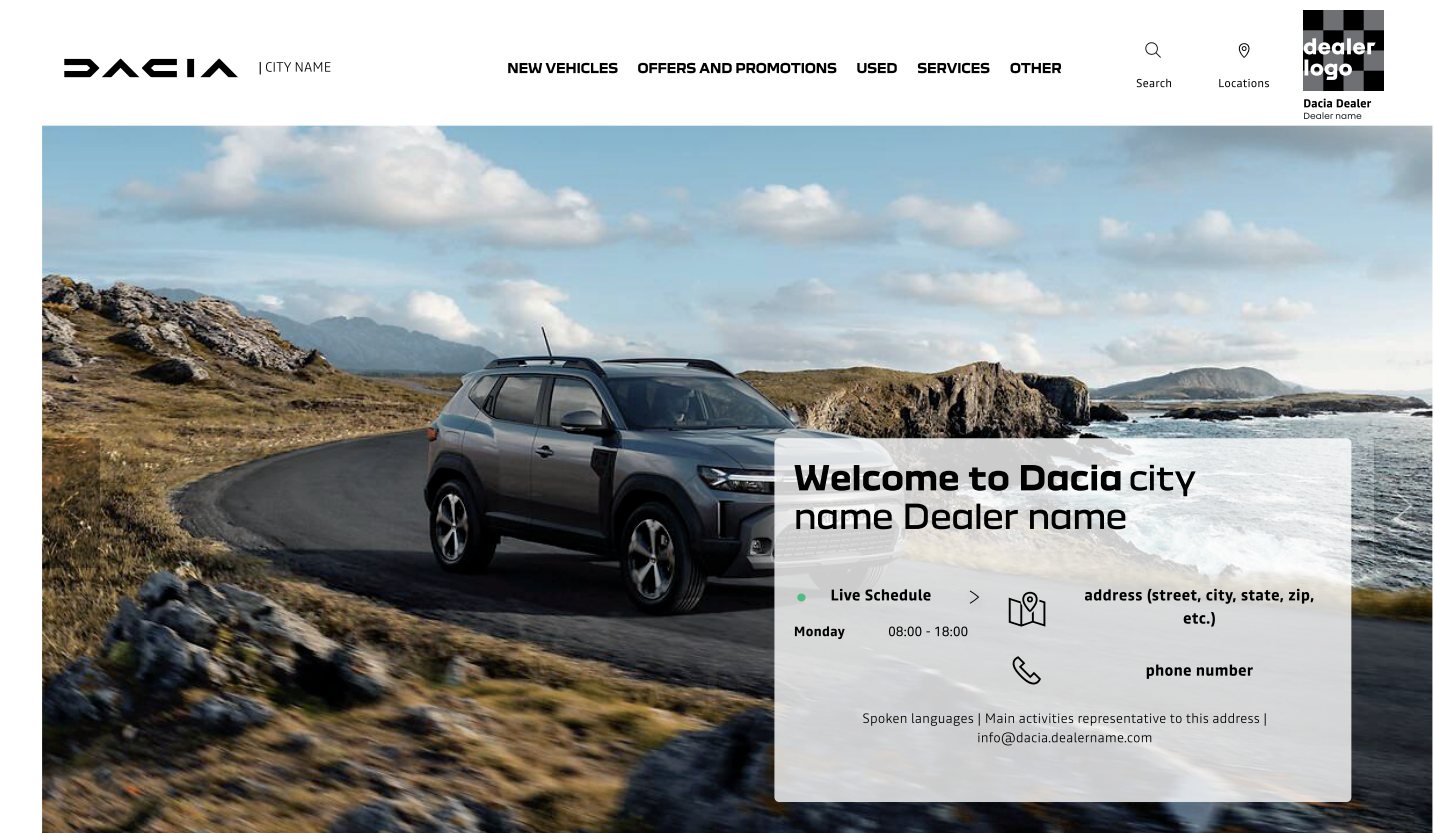 DACIA | CITY NAME
NEW VEHICLES OFFERS AND PROMOTIONS USED SERVICES OTHER
Search
Locations
dealer
logo
Dacia Dealer
Dealer name
Welcome to Dacia city
name Dealer name
Live Schedule >
Monday 08:00 - 18:00
address (street, city, state, zip,
etc.)
phone number
Spoken languages | Main activities representative to this address |
info@dacia.dealername.com